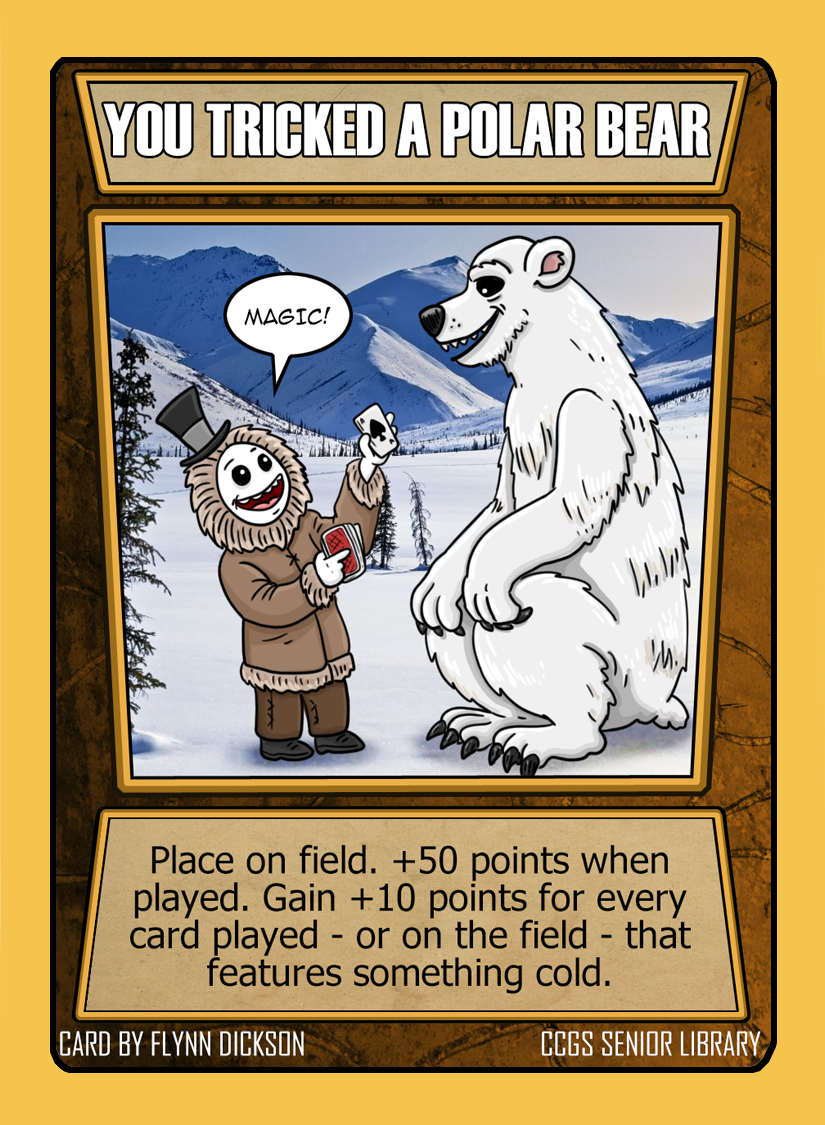 YOU TRICKED A POLAR BEAR
MAGIC!
Place on field. +50 points when
played. Gain +10 points for every
card played - or on the field - that
features something cold.
CARD BY FLYNN DICKSON
CCGS SENIOR LIBRARY